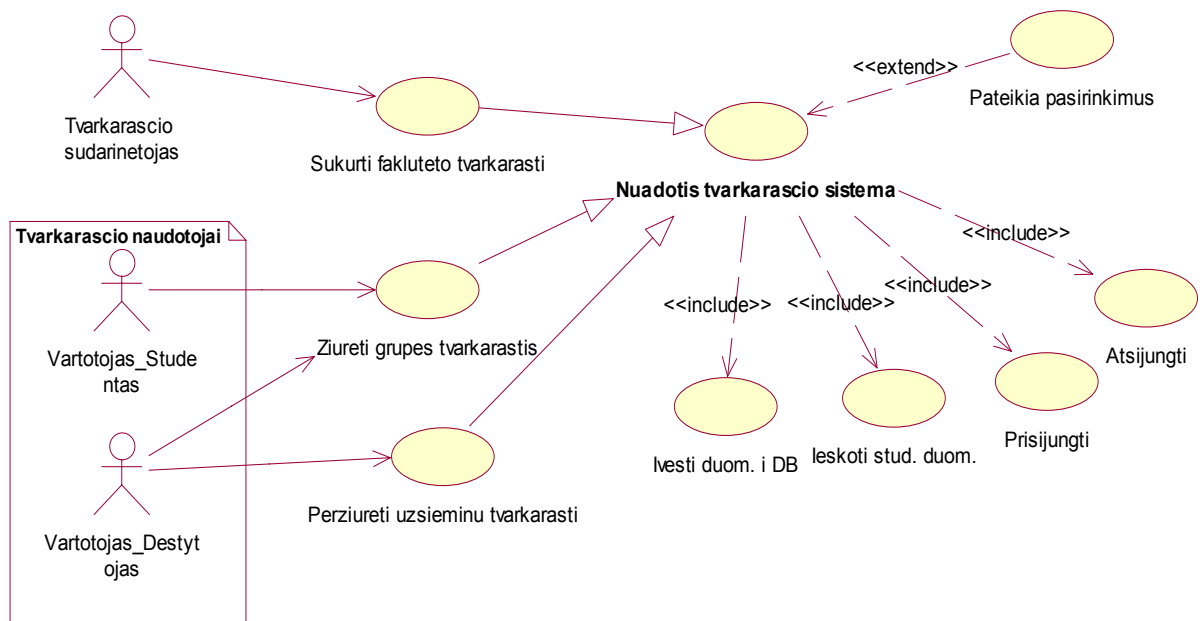 <<extend>>
Pateikia pasirinkimus
Tvarkarascio
sudarinetojas
Sukurti fakluteto tvarkarasti
Nuadotis tvarkarascio sistema
Tvarkarascio naudotojai
<<include>>
<<include>>
<<include>>
<<include>>
Vartotojas_Stude
ntas
Ziureti grupes tvarkarastis
Atsijungti
Prisijungti
Ivesti duom. i DB
Ieskoti stud. duom.
Perziureti uzsieminu tvarkarasti
Vartotojas_Destyt
ojas